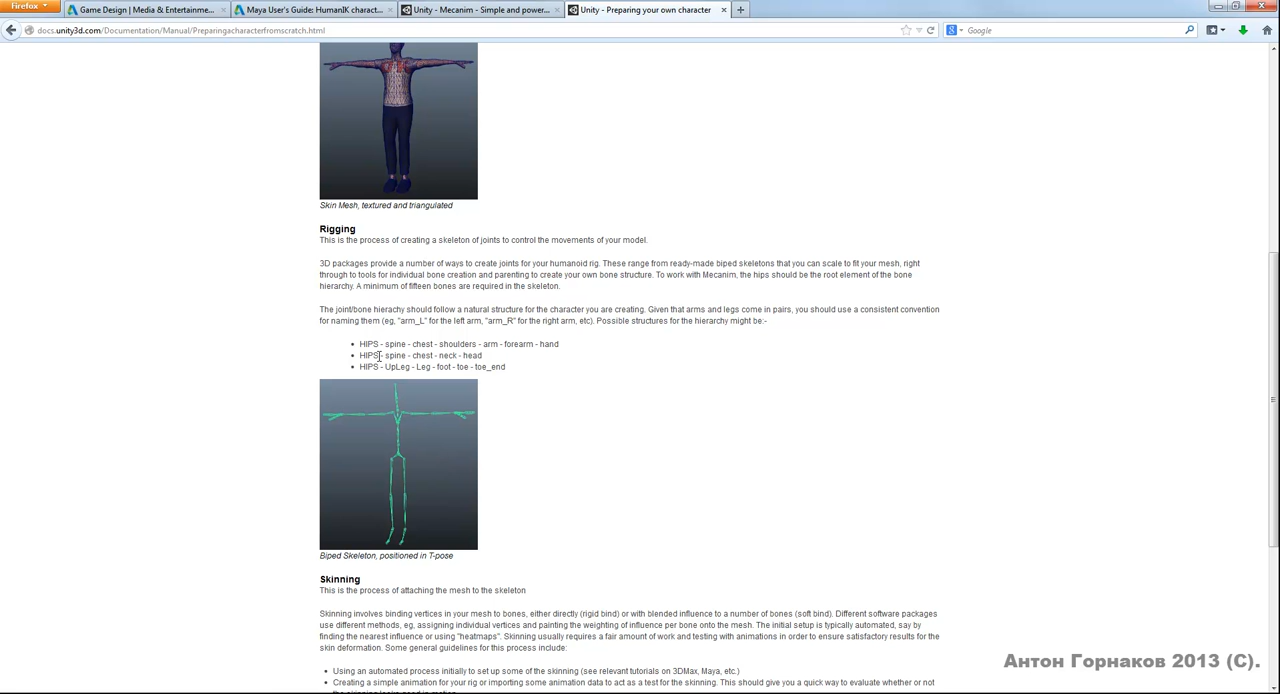 Firefox
Game Design | Media & Entertainme...
Maya User's Guide: HumanIK charact...
Unity - Mecanim - Simple and power...
Unity - Preparing your own character
docs.unity3d.com/Documentation/Manual/Preparingacharacterfromscratch.html
Google
Skin Mesh, textured and triangulated
Rigging
This is the process of creating a skeleton of joints to control the movements of your model.
3D packages provide a number of ways to create joints for your humanoid rig. These range from ready-made biped skeletons that you can scale to fit your mesh, right
through to tools for individual bone creation and parenting to create your own bone structure. To work with Mecanim, the hips should be the root element of the bone
hierarchy. A minimum of fifteen bones are required in the skeleton.
The joint/bone hierachy should follow a natural structure for the character you are creating. Given that arms and legs come in pairs, you should use a consistent convention
for naming them (eg, "arm_L" for the left arm, "arm_R" for the right arm, etc). Possible structures for the hierarchy might be:-
• HIPS - spine - chest - shoulders - arm - forearm - hand
• HIPS - spine - chest - neck - head
• HIPS - UpLeg - Leg - foot - toe - toe_end
Biped Skeleton, positioned in T-pose
Skinning
This is the process of attaching the mesh to the skeleton
Skinning involves binding vertices in your mesh to bones, either directly (rigid bind) or with blended influence to a number of bones (soft bind). Different software packages
use different methods, eg, assigning individual vertices and painting the weighting of influence per bone onto the mesh. The initial setup is typically automated, say by
finding the nearest influence or using "heatmaps". Skinning usually requires a fair amount of work and testing with animations in order to ensure satisfactory results for the
skin deformation. Some general guidelines for this process include:
• Using an automated process initially to set up some of the skinning (see relevant tutorials on 3DMax, Maya, etc.)
• Creating a simple animation for your rig or importing some animation data to act as a test for the skinning. This should give you a quick way to evaluate whether or not
Антон Горнаков 2013 (C).